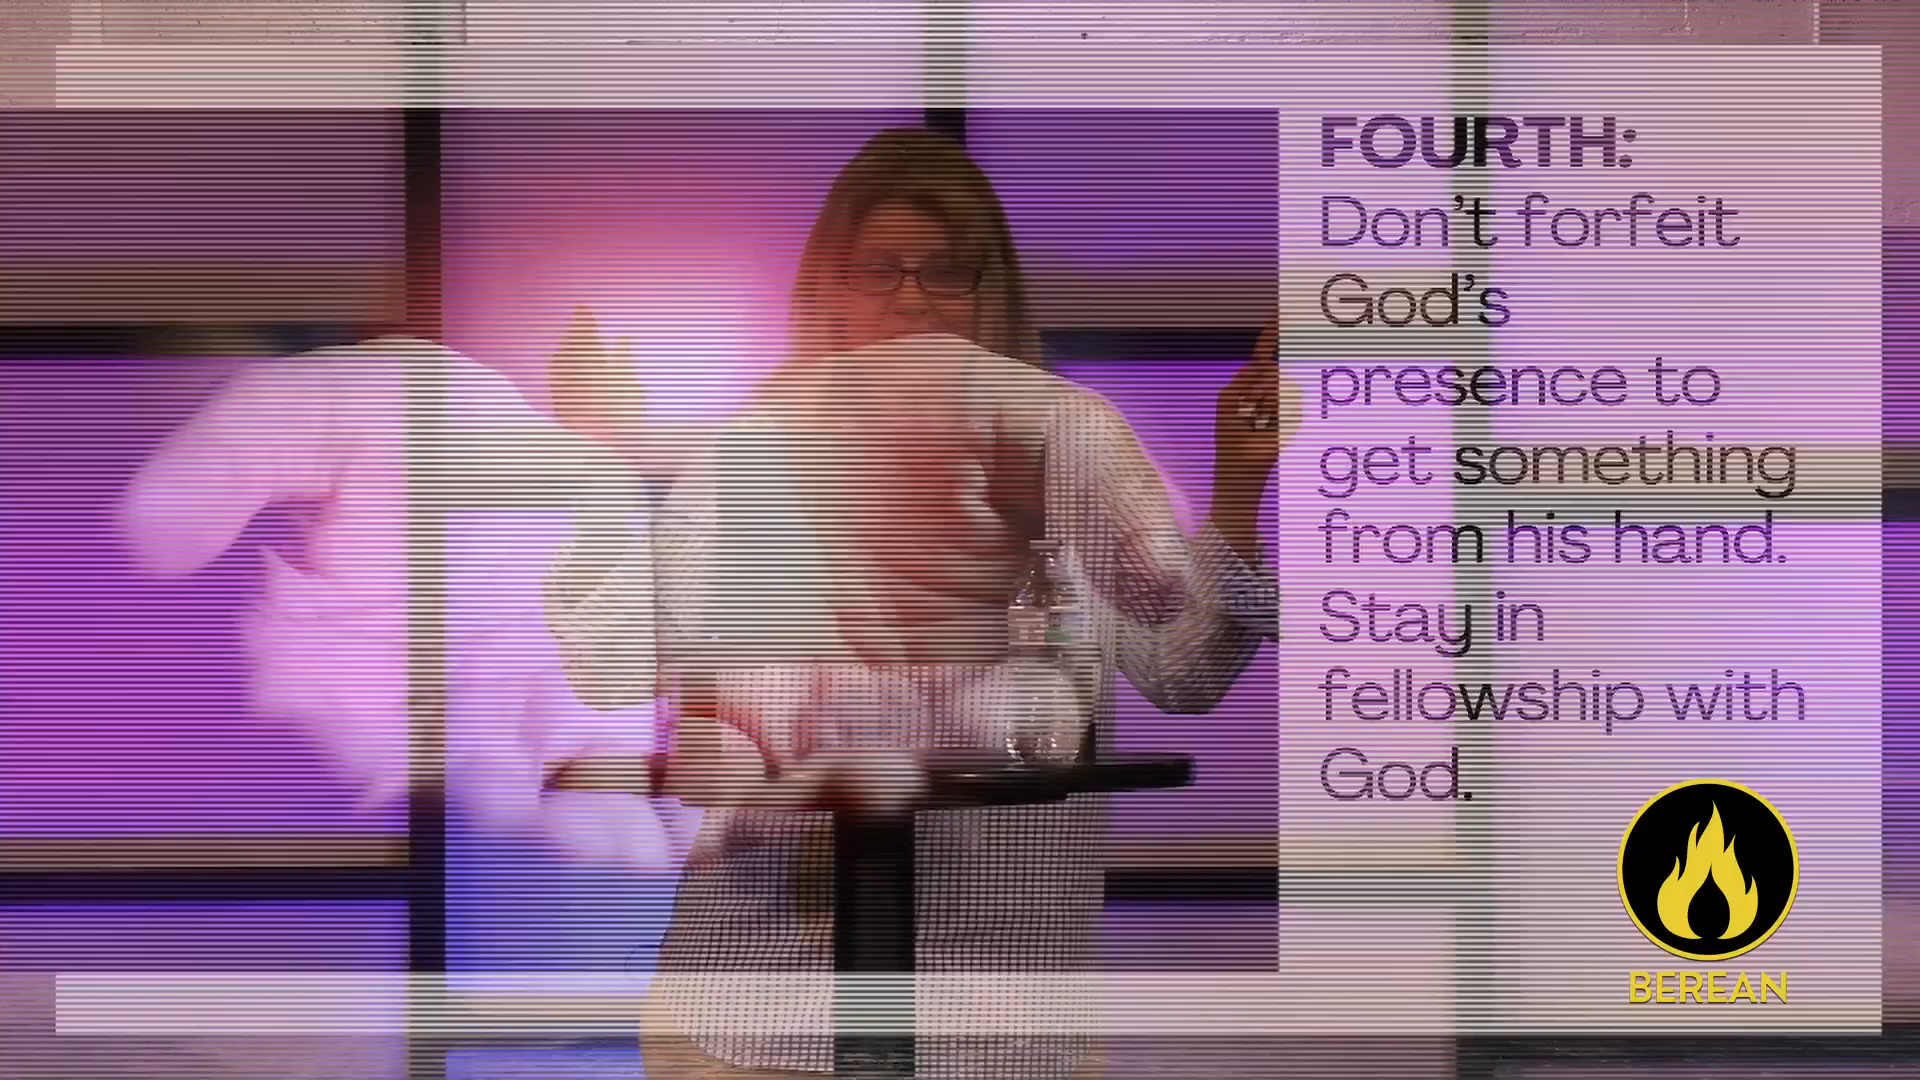 FOURTH:
Don't forfeit
God's
presence to
get something
from his hand.
Stay in
fellowship with
God.
BEREAN